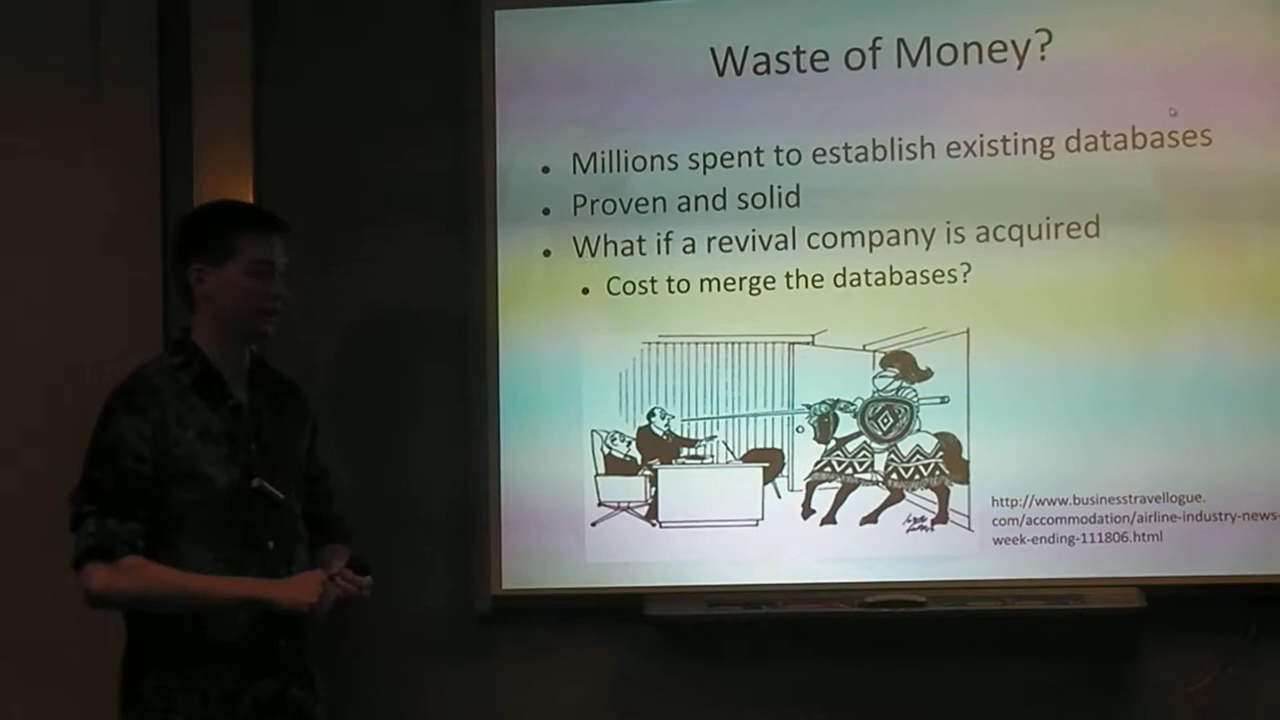 Waste of Money?
• Millions spent to establish existing databases
• Proven and solid
• What if a revival company is acquired
• Cost to merge the databases?
http://www.businesstravellogue.
com/accommodation/airline-industry-news-
week-ending-111806.html